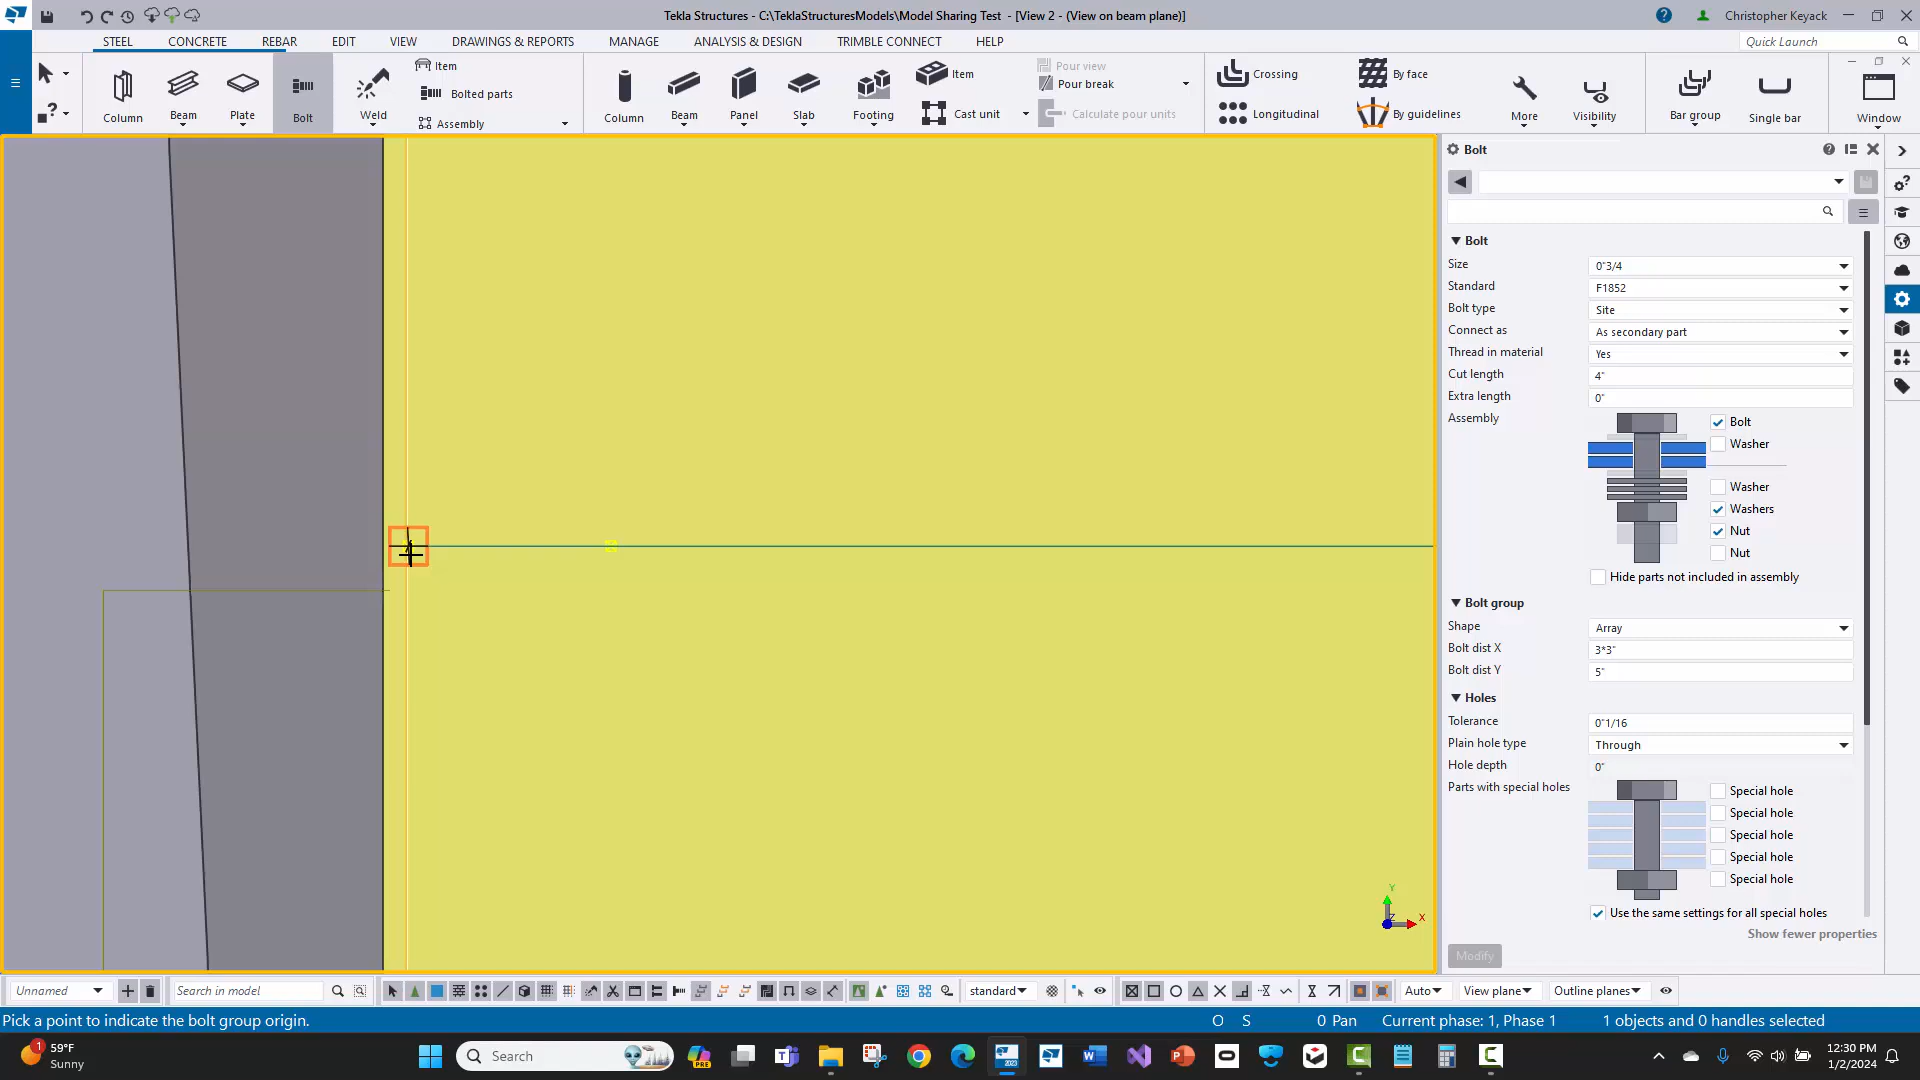 Tekla Structures - C:\TeklaStructuresModels\Model Sharing Test - [View 2 - (View on beam plane)]
Christopher Keyack
STEEL CONCRETE REBAR EDIT VIEW DRAWINGS & REPORTS MANAGE ANALYSIS & DESIGN TRIMBLE CONNECT HELP
Quick Launch
Column Beam Plate Bolt Weld
Item
Bolted parts
Assembly
Column Beam Panel Slab Footing
Item
Cast unit
Pour view
Pour break
Calculate pour units
Crossing
Longitudinal
By face
By guidelines
More Visibility Bar group Single bar Window
Bolt
Bolt
Size 0"3/4
Standard F1852
Bolt type Site
Connect as As secondary part
Thread in material Yes
Cut length 4"
Extra length 0"
Assembly
Bolt
Washer
Washer
Washers
Nut
Nut
Hide parts not included in assembly
Bolt group
Shape Array
Bolt dist X 3*3"
Bolt dist Y 5"
Holes
Tolerance 0"1/16
Plain hole type Through
Hole depth 0"
Parts with special holes
Special hole
Special hole
Special hole
Special hole
Special hole
Use the same settings for all special holes
Show fewer properties
Modify
Y
Z X
Unnamed Search in model standard Auto View plane Outline planes
Pick a point to indicate the bolt group origin. O S 0 Pan Current phase: 1, Phase 1 1 objects and 0 handles selected
1
59°F
Sunny
Search
PRE
12:30 PM
1/2/2024